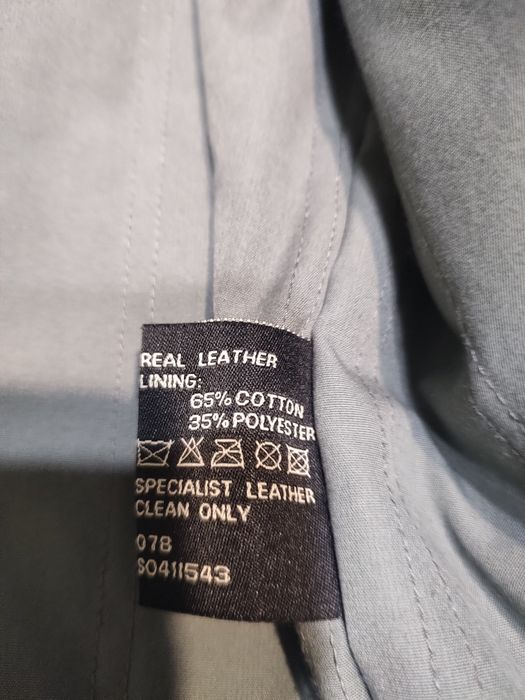 REAL LEATHER
LINING:
65% COTTON
35% POLYESTER
SPECIALIST LEATHER
CLEAN ONLY
078
S0411543